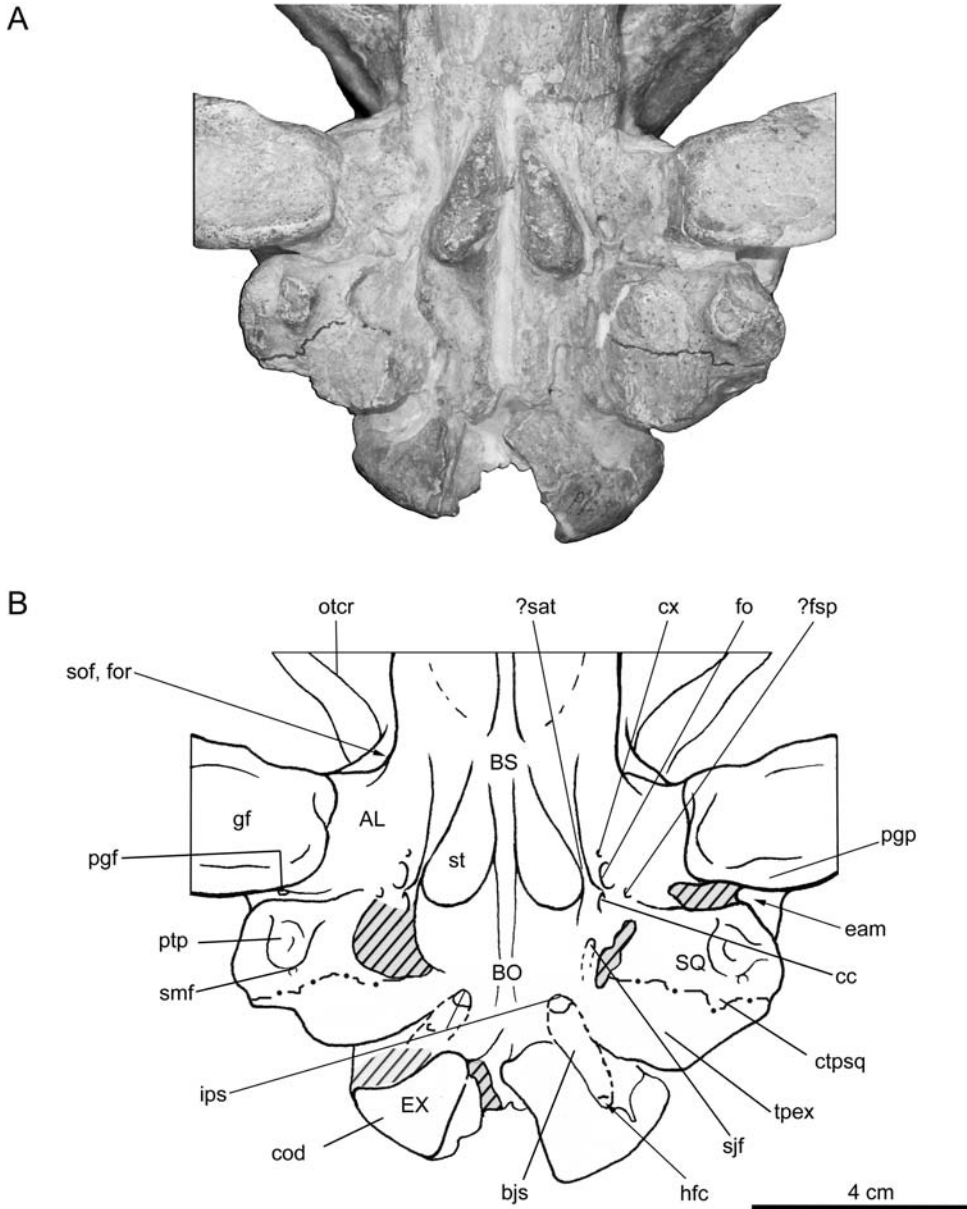 A
B
otcr
?sat
cx
fo
?fsp
sof, for
BS
gf
AL
pgf
st
pgp
ptp
eam
BO
SQ
cc
smf
ctpsq
ips
EX
tpex
cod
sjf
bjs
hfc
4 cm